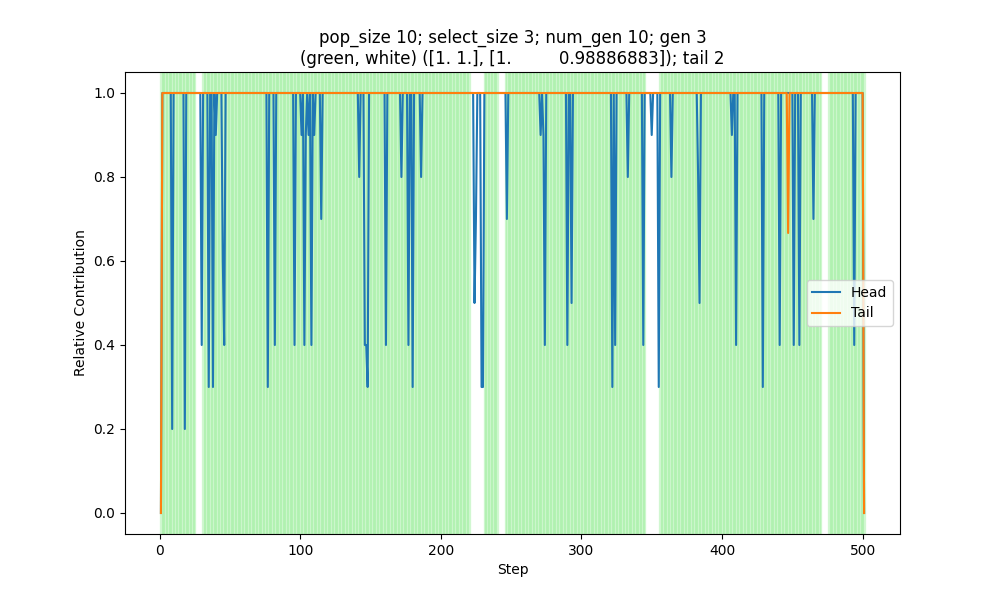 pop_size 10; select_size 3; num_gen 10; gen 3
(green, white) ([1. 1.], [1.          0.98886883]); tail 2
1.0
0.8
0.6
0.4
0.2
0.0
Relative Contribution
Head
Tail
0
100
200
300
400
500
Step